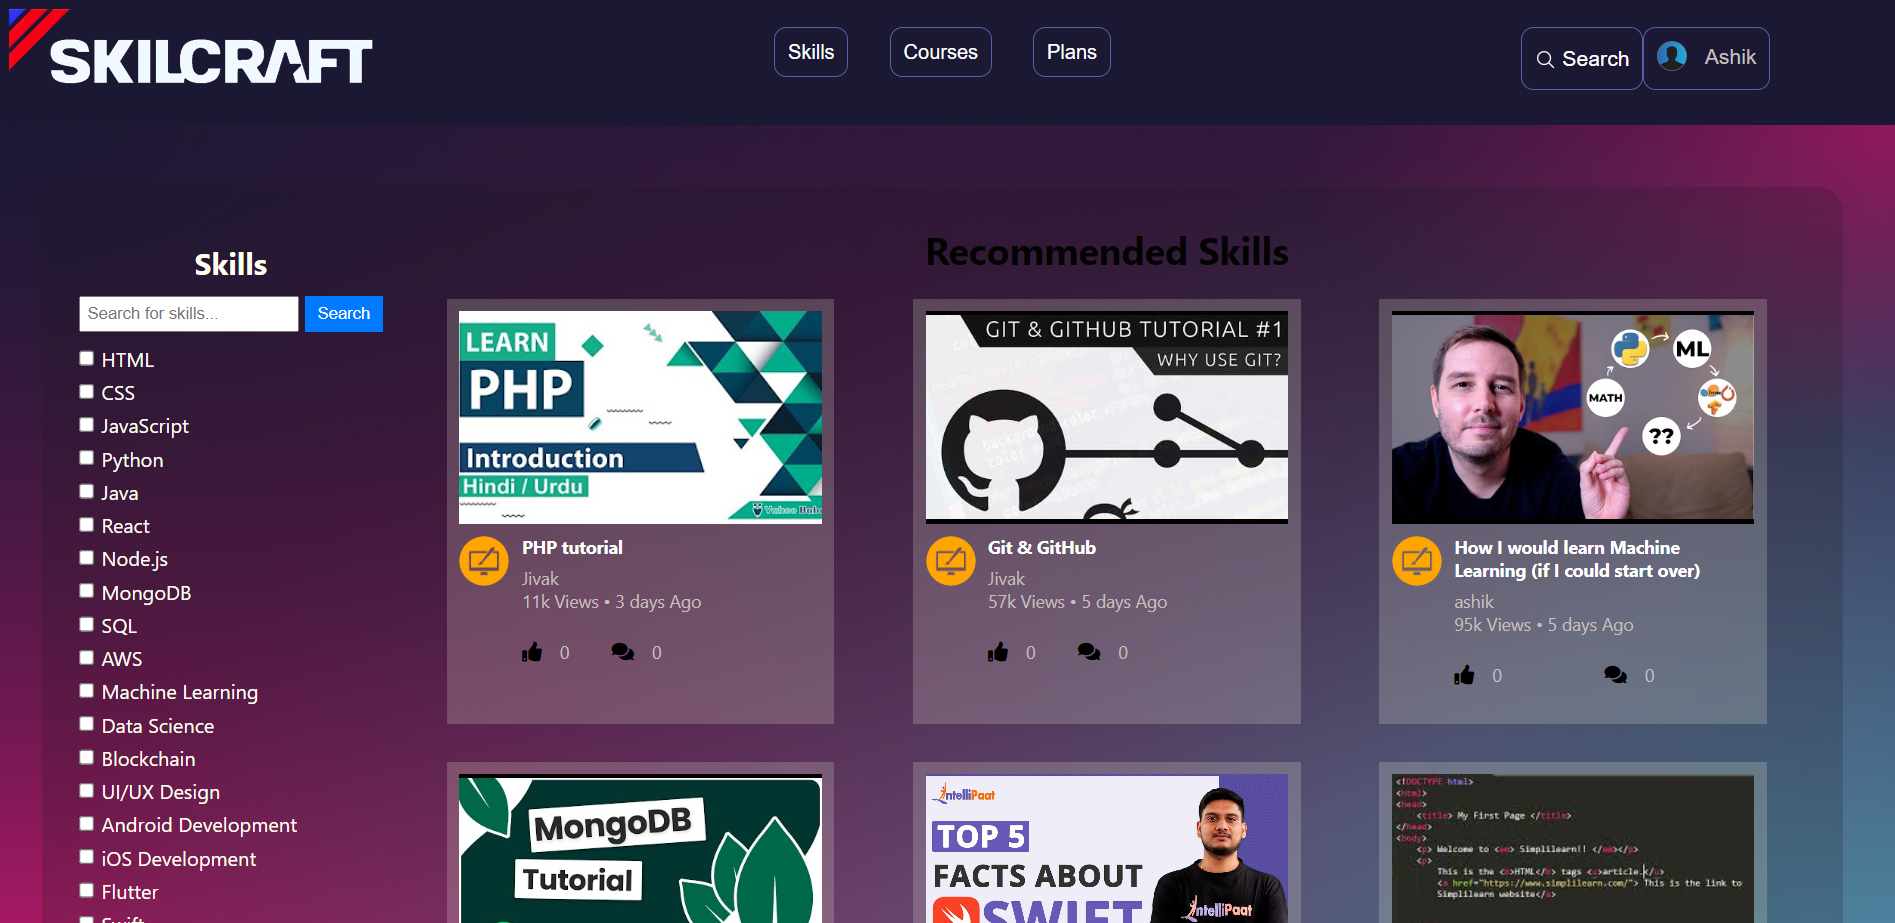 SKILCRAFT
Skills
Courses
Plans
Search
Ashik
Skills
Search for skills...
Search
HTML
CSS
JavaScript
Python
Java
React
Node.js
MongoDB
SQL
AWS
Machine Learning
Data Science
Blockchain
UI/UX Design
Android Development
iOS Development
Flutter
Swift
Recommended Skills
LEARN
PHP
Introduction
Hindi / Urdu
PHP tutorial
Jivak
11k Views • 3 days Ago
0
0
GIT & GITHUB TUTORIAL #1
WHY USE GIT?
Git & GitHub
Jivak
57k Views • 5 days Ago
0
0
ML
MATH
??
How I would learn Machine
Learning (if I could start over)
ashik
95k Views • 5 days Ago
0
0
MongoDB
Tutorial
IntelliPaat
TOP 5
FACTS ABOUT
SWIFT
IntelliPaat
<!DOCTYPE html>
<html>
<head>
<title> My First Page </title>
</head>
<body>
<p> Welcome to <em> Simplilearn!! </em></p>
<p>
This is the <b>HTML</b> tags <u>article.</u>
<a href="https://www.simplilearn.com/"> This is the link to
Simplilearn website</a>